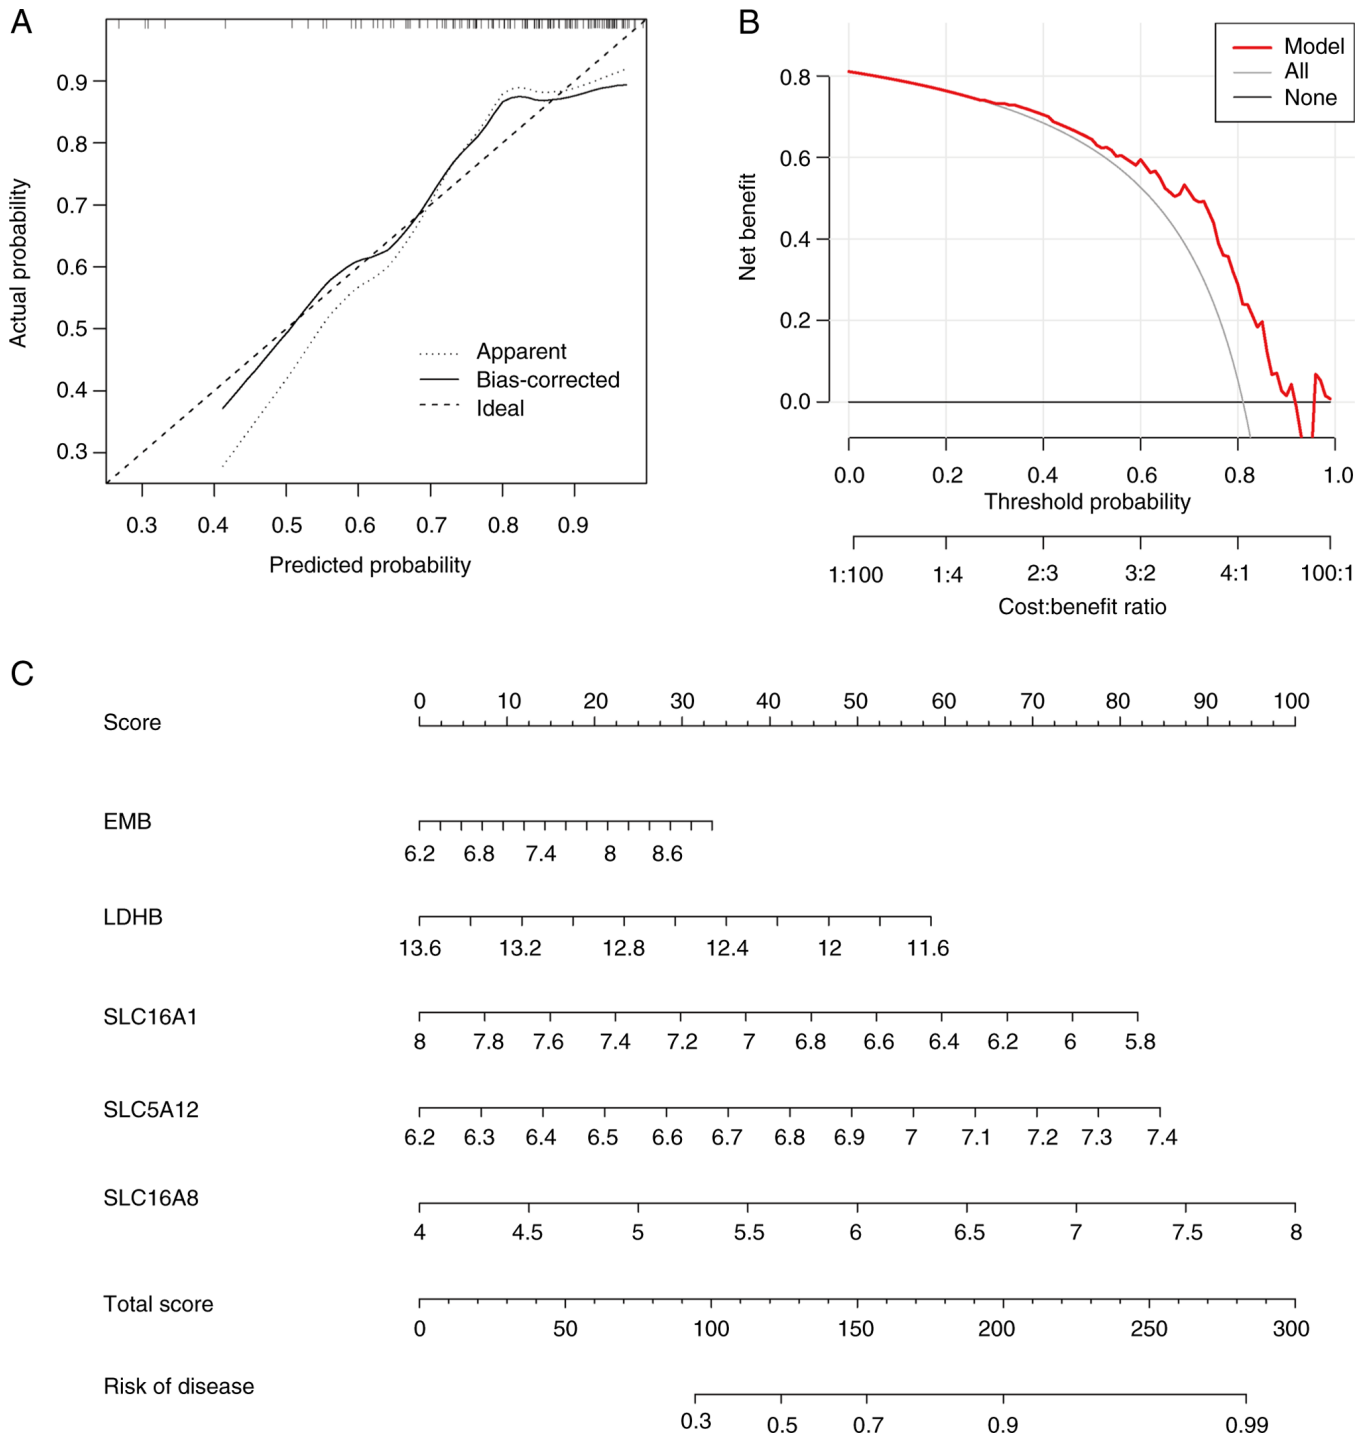 A
0.9
0.8
0.7
0.6
0.5
0.4
0.3
Actual probability
Apparent
Bias-corrected
Ideal
0.3 0.4 0.5 0.6 0.7 0.8 0.9
Predicted probability
B
Model
All
None
0.8
0.6
0.4
0.2
0.0
Net benefit
0.0 0.2 0.4 0.6 0.8 1.0
Threshold probability
1:100 1:4 2:3 3:2 4:1 100:1
Cost:benefit ratio
C
0 10 20 30 40 50 60 70 80 90 100
Score
EMB
6.2 6.8 7.4 8 8.6
LDHB
13.6 13.2 12.8 12.4 12 11.6
SLC16A1
8 7.8 7.6 7.4 7.2 7 6.8 6.6 6.4 6.2 6 5.8
SLC5A12
6.2 6.3 6.4 6.5 6.6 6.7 6.8 6.9 7 7.1 7.2 7.3 7.4
SLC16A8
4 4.5 5 5.5 6 6.5 7 7.5 8
Total score
0 50 100 150 200 250 300
Risk of disease
0.3 0.5 0.7 0.9 0.99